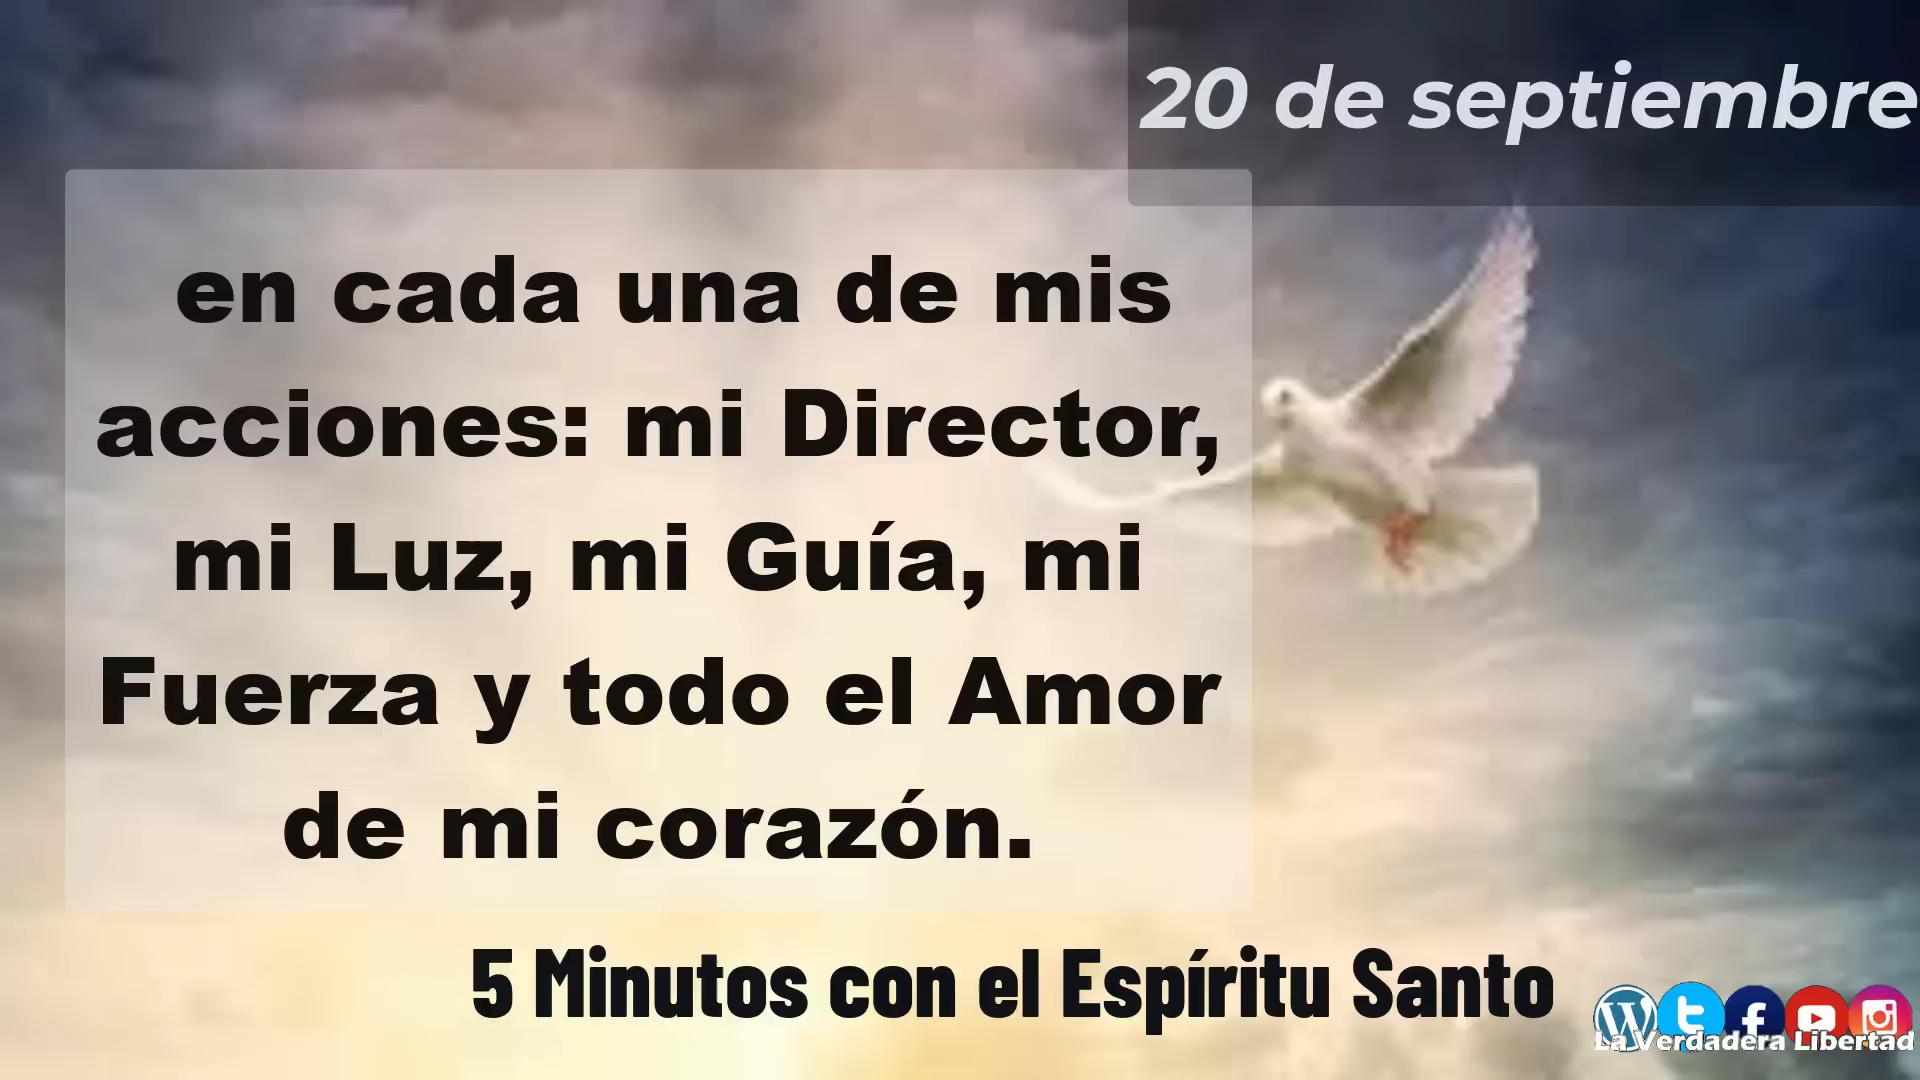 20 de septiembre
en cada una de mis
acciones: mi Director,
mi Luz, mi Guía, mi
Fuerza y todo el Amor
de mi corazón.
5 Minutos con el Espíritu Santo
La Verdadera Libertad